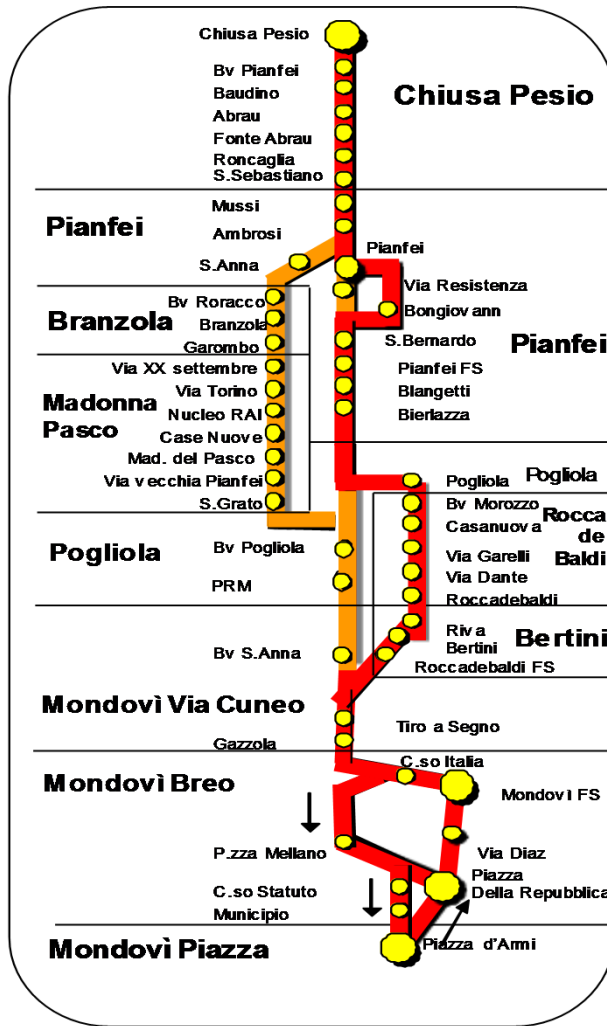 Chiusa Pesio
Bv Pianfei
Baudino
Chiusa Pesio
Abrau
Fonte Abrau
Roncaglia
S.Sebastiano
Mussi
Pianfei
Ambrosi
Pianfei
S.Anna
Via Resistenza
Bv Roracco
Bongiovann
Branzola
Branzola
S.Bernardo
Pianfei
Garombo
Via XX settembre
Pianfei FS
Via Torino
Blangetti
Madonna
Pasco
Nucleo RAI
Bierlazza
Case Nuove
Mad. del Pasco
Via vecchia Pianfei
Pogliola
Pogliola
S.Grato
Bv Morozzo
Rocca
de
Baldi
Casanuova
Pogliola
Bv Pogliola
Via Garelli
PRM
Via Dante
Roccadebaldi
Riva
Bertini
Bertini
Bv S.Anna
Roccadebaldi FS
Mondovì Via Cuneo
Tiro a Segno
Gazzola
C.so Italia
Mondovì Breo
Mondovì FS
P.zza Mellano
Via Diaz
Piazza
Della Repubblica
C.so Statuto
Municipio
Mondovì Piazza
Piazza d'Armi